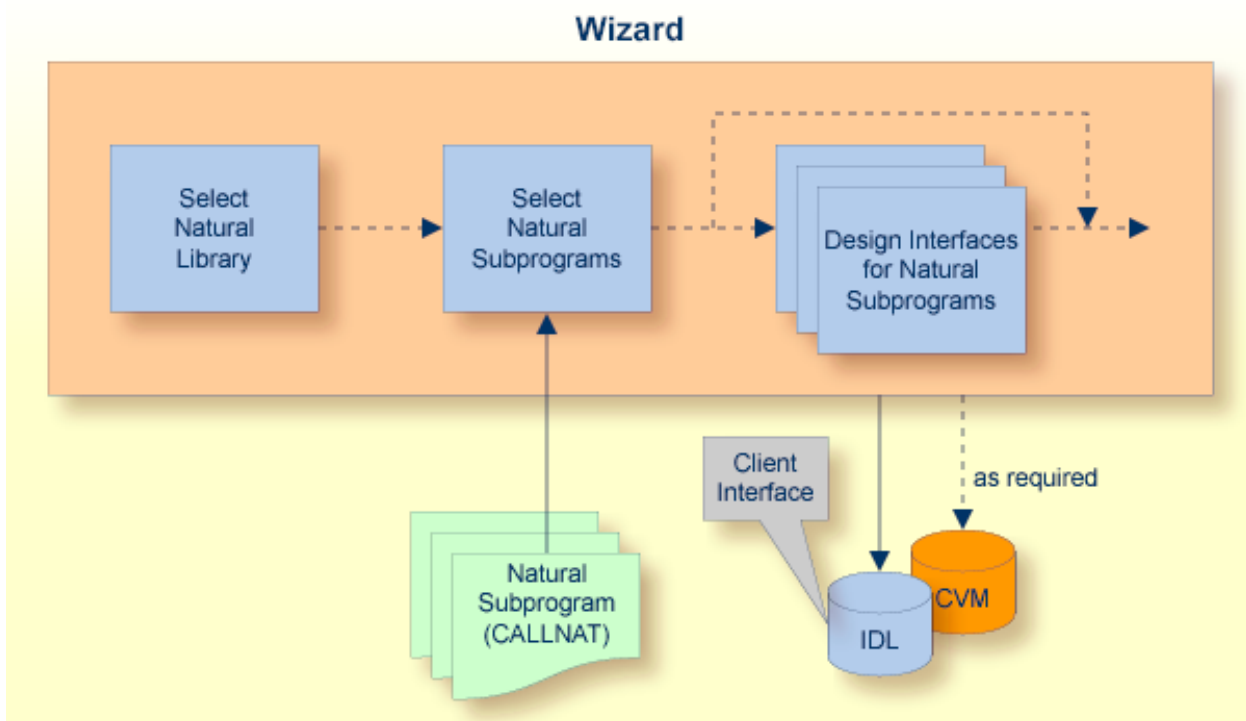 Wizard
Select
Natural
Library
Select
Natural
Subprograms
Design Interfaces
for Natural
Subprograms
Client
Interface
as required
Natural
Subprogram
(CALLNAT)
CVM
IDL